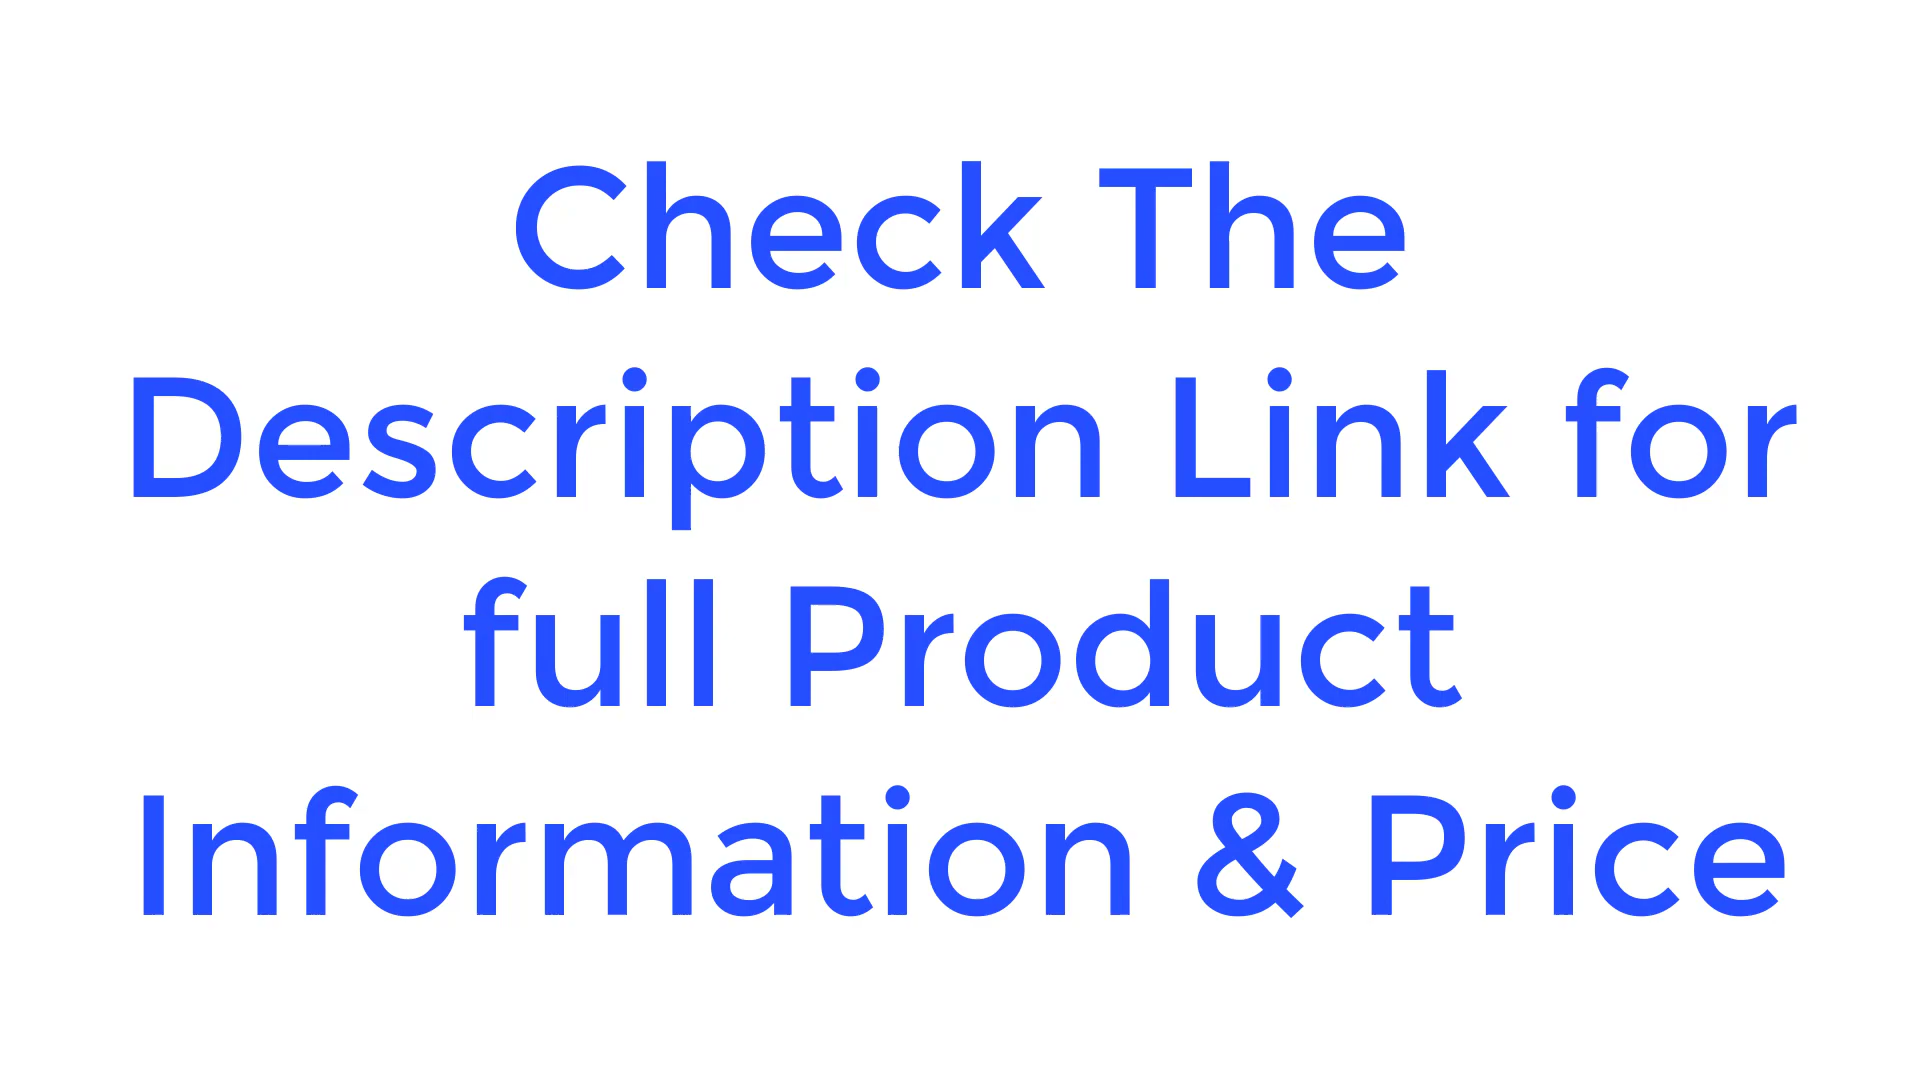 Check The
Description Link for
full Product
Information & Price